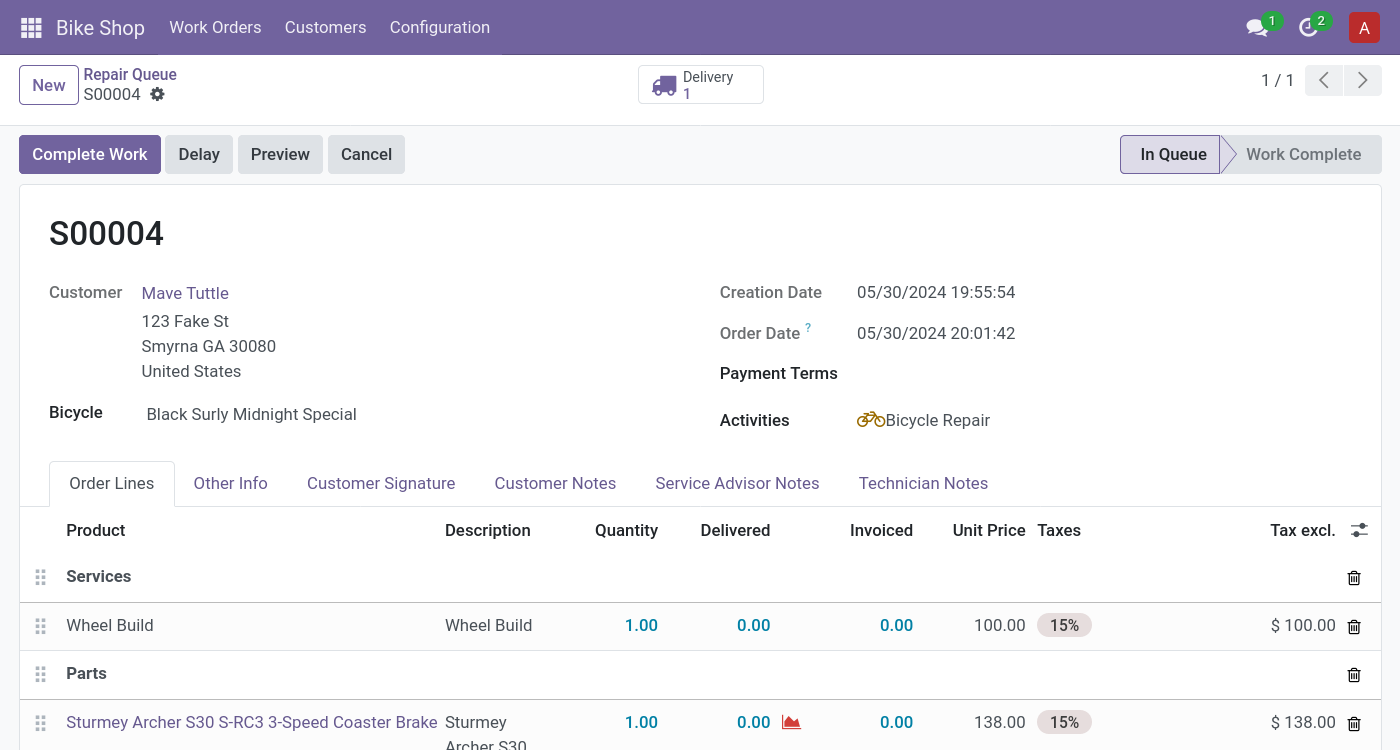 Bike Shop Work Orders Customers Configuration 1 2 A
New Repair Queue
S00004
Delivery
1
1 / 1
Complete Work Delay Preview Cancel In Queue Work Complete
S00004
Customer Mave Tuttle
123 Fake St
Smyrna GA 30080
United States
Bicycle Black Surly Midnight Special
Creation Date 05/30/2024 19:55:54
Order Date ? 05/30/2024 20:01:42
Payment Terms
Activities Bicycle Repair
Order Lines Other Info Customer Signature Customer Notes Service Advisor Notes Technician Notes
Product Description Quantity Delivered Invoiced Unit Price Taxes Tax excl.
Services
Wheel Build Wheel Build 1.00 0.00 0.00 100.00 15% $ 100.00
Parts
Sturmey Archer S30 S-RC3 3-Speed Coaster Brake Sturmey 1.00 0.00 0.00 138.00 15% $ 138.00
Archer S30